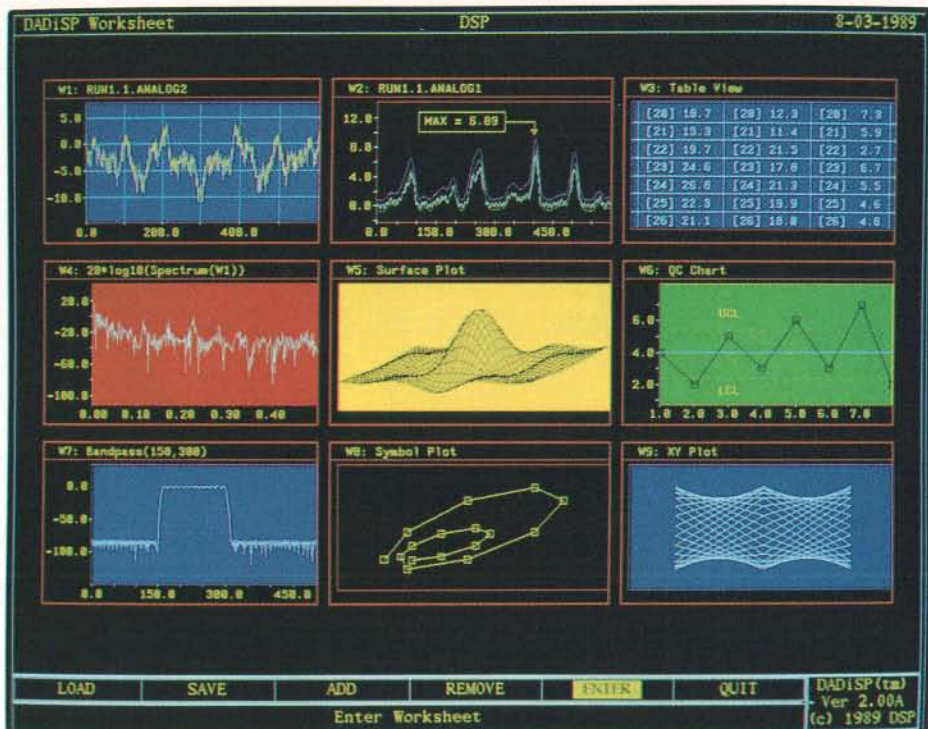 DADiSP Worksheet DSP 8-03-1989
W1: RUN1.1.ANALOG2
5.0
0.0
-5.0
-10.0
0.0 200.0 400.0
W2: RUN1.1.ANALOG1
12.0
8.0
4.0
0.0
MAX = 6.89
0.0 150.0 300.0 450.0
W3: Table View
[20] 18.7 [20] 12.3 [20] 7.3
[21] 15.3 [21] 11.4 [21] 5.9
[22] 19.7 [22] 21.5 [22] 2.7
[23] 24.6 [23] 17.8 [23] 6.7
[24] 26.8 [24] 21.3 [24] 5.5
[25] 22.3 [25] 19.9 [25] 4.6
[26] 21.1 [26] 18.0 [26] 4.8
W4: 20*log10(Spectrum(W1))
20.0
-20.0
-60.0
-100.0
0.00 0.10 0.20 0.30 0.40
W5: Surface Plot
W6: QC Chart
6.0
4.0
2.0
UCL
LCL
1.0 2.0 3.0 4.0 5.0 6.0 7.0
W7: Bandpass(150,300)
0.0
-50.0
-100.0
0.0 150.0 300.0 450.0
W8: Symbol Plot
W9: XY Plot
LOAD SAVE ADD REMOVE ENTER QUIT
Enter Worksheet
DADiSP(tm)
- Ver 2.00A
(c) 1989 DSP